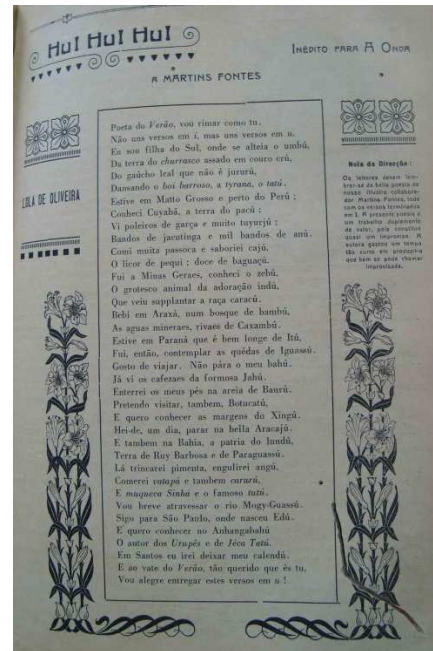 HuI HuI HuI
INÉDITO PARA A ONDA
A MARTINS FONTES
LOLA DE OLIVEIRA
Poeta do Verão, vou rimar como tu.
Não uns versos em i, mas uns versos em u.
Eu sou filha do Sul, onde se alteia o umbú,
Da terra do churrasco assado em couro crú,
Do gaúcho leal que não é jururú,
Dansando o boi barroso, a tyrana, o tatú.
Estive em Matto Grosso e perto do Perú ;
Conheci Cuyabá, a terra do pacú ;
Vi poleiros de garça e muito tuyuyú ;
Bandos de jacutinga e mil bandos de anú.
Comi muita passoca e saboriei cajú,
O licor de pequi ; doce de baguaçú.
Fui a Minas Geraes, conheci o zebú,
O grotesco animal da adoração indú,
Que veiu supplantar a raça caracú.
Bebi em Araxá, num bosque de bambú,
As aguas mineraes, rivaes de Caxambú.
Estive em Paraná que é bem longe de Itú,
Fui, então, contemplar as quédas de Iguassú.
Gosto de viajar. Não pára o meu bahú.
Já vi os cafezaes da formosa Jahú.
Enterrei os meus pés na areia de Baurú.
Pretendo visitar, tambem, Botucatú,
E quero conhecer as margens do Xingú.
Hei-de, um dia, parar na bella Aracajú.
E tambem na Bahia, a patria do lundú,
Terra de Ruy Barbosa e de Paraguassú.
Lá trincarei pimenta, engulirei angú,
Comerei vatapá e tambem carurú,
E muqueca Sinhá e o famoso tutú.
Vou breve atravessar o rio Mogy-Guassú.
Sigo para São Paulo, onde nasceu Edú.
E' quero conhecer no Anhangabahú
O autor dos Urupês e de Jéca Tatú.
Em Santos eu irei deixar meu calendú.
E ao vate do Verão, tão querido que és tu,
Vou alegre entregar estes versos em u !
Nota da Direcção :
Os leitores devem lem-
brar-se da bella poesia de
nosso illustre collabora-
dor Martins Fontes, toda
com os versos terminados
em I. A presente poesia é
um trabalho duplamente
de valor, pois constitue
quasi um improviso. A
autora gastou um tempo
tão curto em produzil-a
que bem se póde chamar
improvisada.